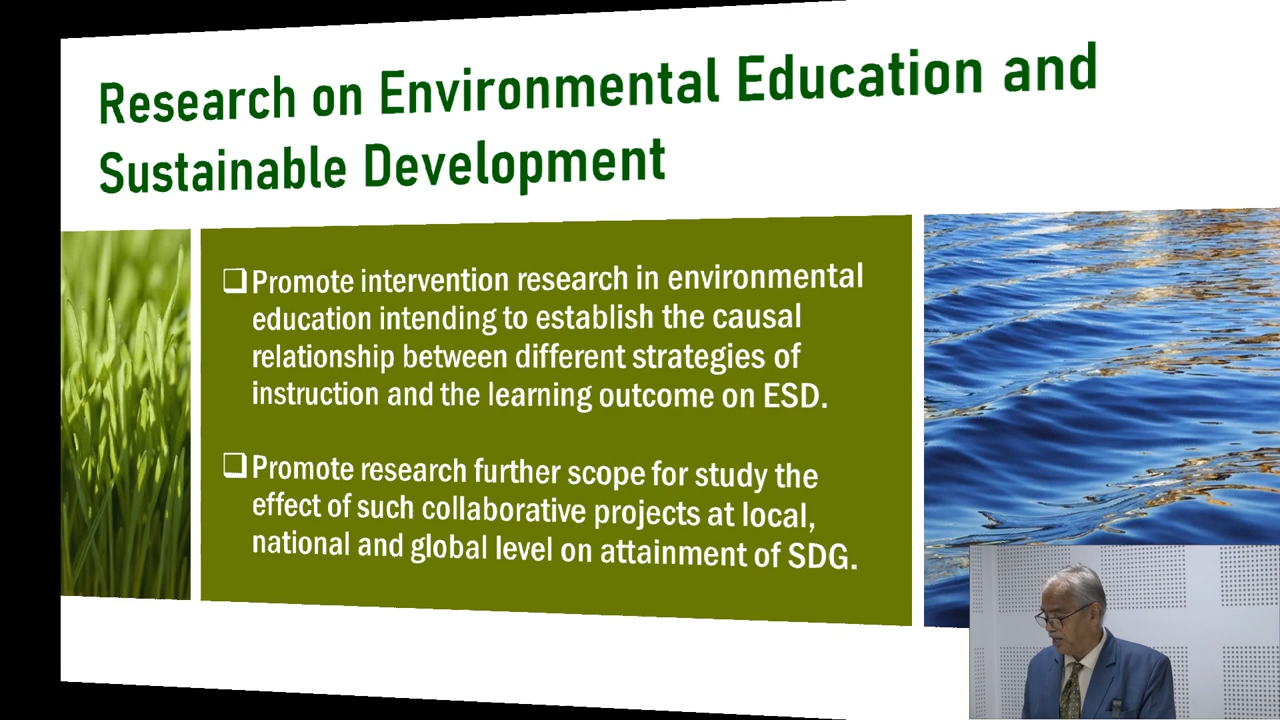 Research on Environmental Education and
Sustainable Development
❑Promote intervention research in environmental
education intending to establish the causal
relationship between different strategies of
instruction and the learning outcome on ESD.
❑Promote research further scope for study the
effect of such collaborative projects at local,
national and global level on attainment of SDG.